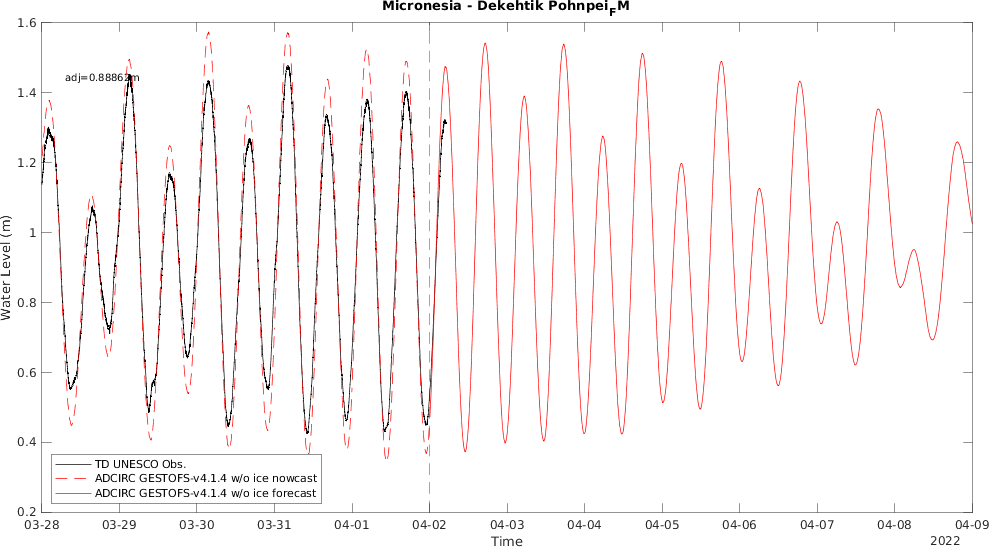 Micronesia - Dekehtik Pohnpei_FM
1.6
1.4
1.2
1
0.8
0.6
0.4
0.2
Water Level (m)
adj=0.88861m
TD UNESCO Obs.
ADCIRC GESTOFS-v4.1.4 w/o ice nowcast
ADCIRC GESTOFS-v4.1.4 w/o ice forecast
03-28 03-29 03-30 03-31 04-01 04-02 04-03 04-04 04-05 04-06 04-07 04-08 04-09
Time
2022